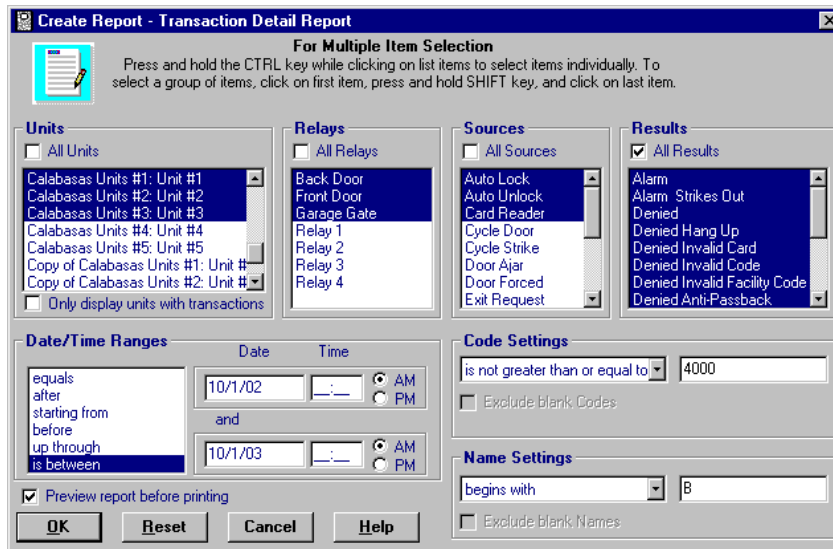 Create Report - Transaction Detail Report
For Multiple Item Selection
Press and hold the CTRL key while clicking on list items to select items individually. To
select a group of items, click on first item, press and hold SHIFT key, and click on last item.
Units
All Units
Calabasas Units #1: Unit #1
Calabasas Units #2: Unit #2
Calabasas Units #3: Unit #3
Calabasas Units #4: Unit #4
Calabasas Units #5: Unit #5
Copy of Calabasas Units #1: Unit #
Copy of Calabasas Units #2: Unit #
Only display units with transactions
Relays
All Relays
Back Door
Front Door
Garage Gate
Relay 1
Relay 2
Relay 3
Relay 4
Sources
All Sources
Auto Lock
Auto Unlock
Card Reader
Cycle Door
Cycle Strike
Door Ajar
Door Forced
Exit Request
Results
All Results
Alarm
Alarm Strikes Out
Denied
Denied Hang Up
Denied Invalid Card
Denied Invalid Code
Denied Invalid Facility Code
Denied Anti-Passback
Date/Time Ranges
Date Time
equals
after
starting from
before
up through
is between
10/1/02 __:__ AM
PM
and
10/1/03 __:__ AM
PM
Code Settings
is not greater than or equal to 4000
Exclude blank Codes
Name Settings
begins with B
Exclude blank Names
Preview report before printing
OK Reset Cancel Help